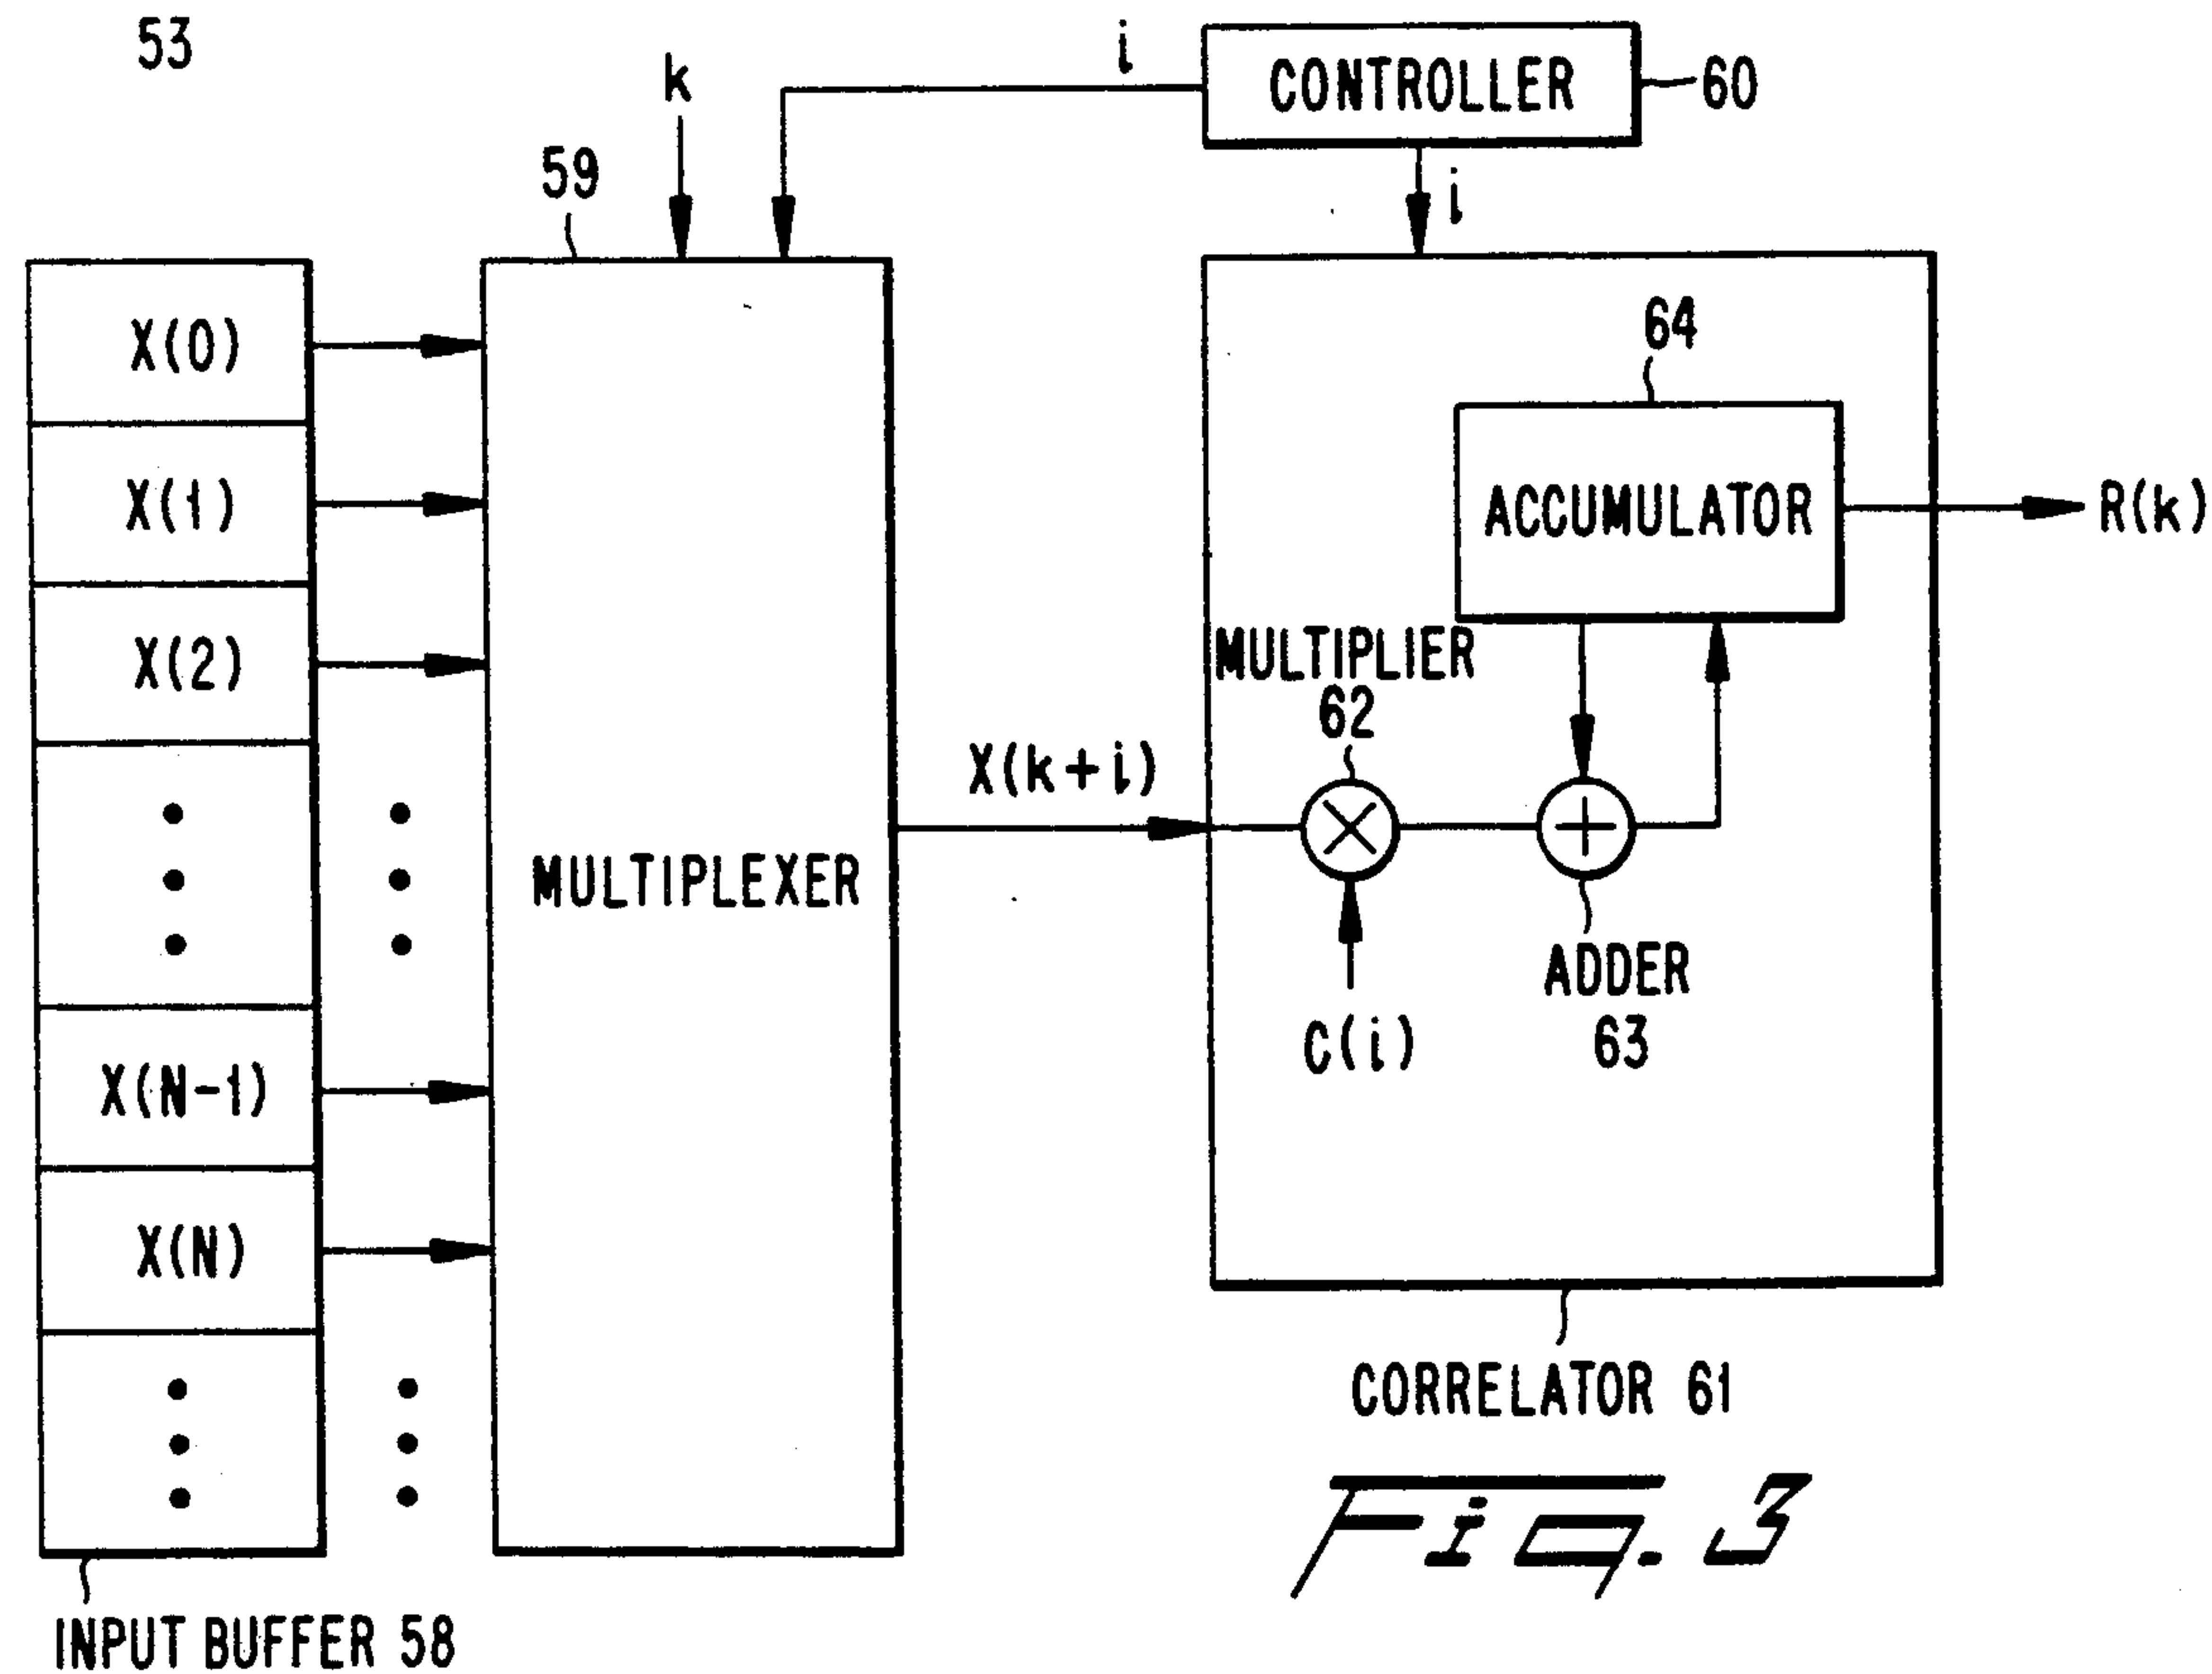 53
k
i
CONTROLLER
60
59
i
X(0)
X(1)
X(2)
X(N-1)
X(N)
INPUT BUFFER 58
MULTIPLEXER
X(k+i)
64
ACCUMULATOR
R(k)
MULTIPLIER
62
C(i)
ADDER
63
CORRELATOR 61
Fig. 3